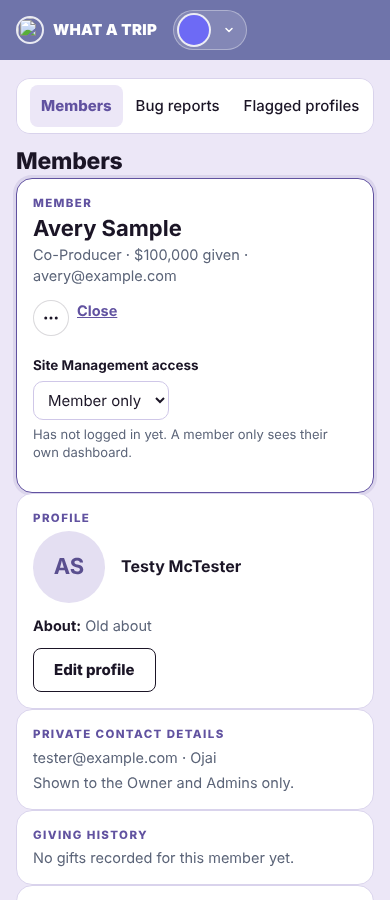 WHAT A TRIP
Members Bug reports Flagged profiles
Members
MEMBER
Avery Sample
Co-Producer · $100,000 given ·
avery@example.com
••• Close
Site Management access
Member only
Has not logged in yet. A member only sees their
own dashboard.
PROFILE
AS Testy McTester
About: Old about
Edit profile
PRIVATE CONTACT DETAILS
tester@example.com · Ojai
Shown to the Owner and Admins only.
GIVING HISTORY
No gifts recorded for this member yet.